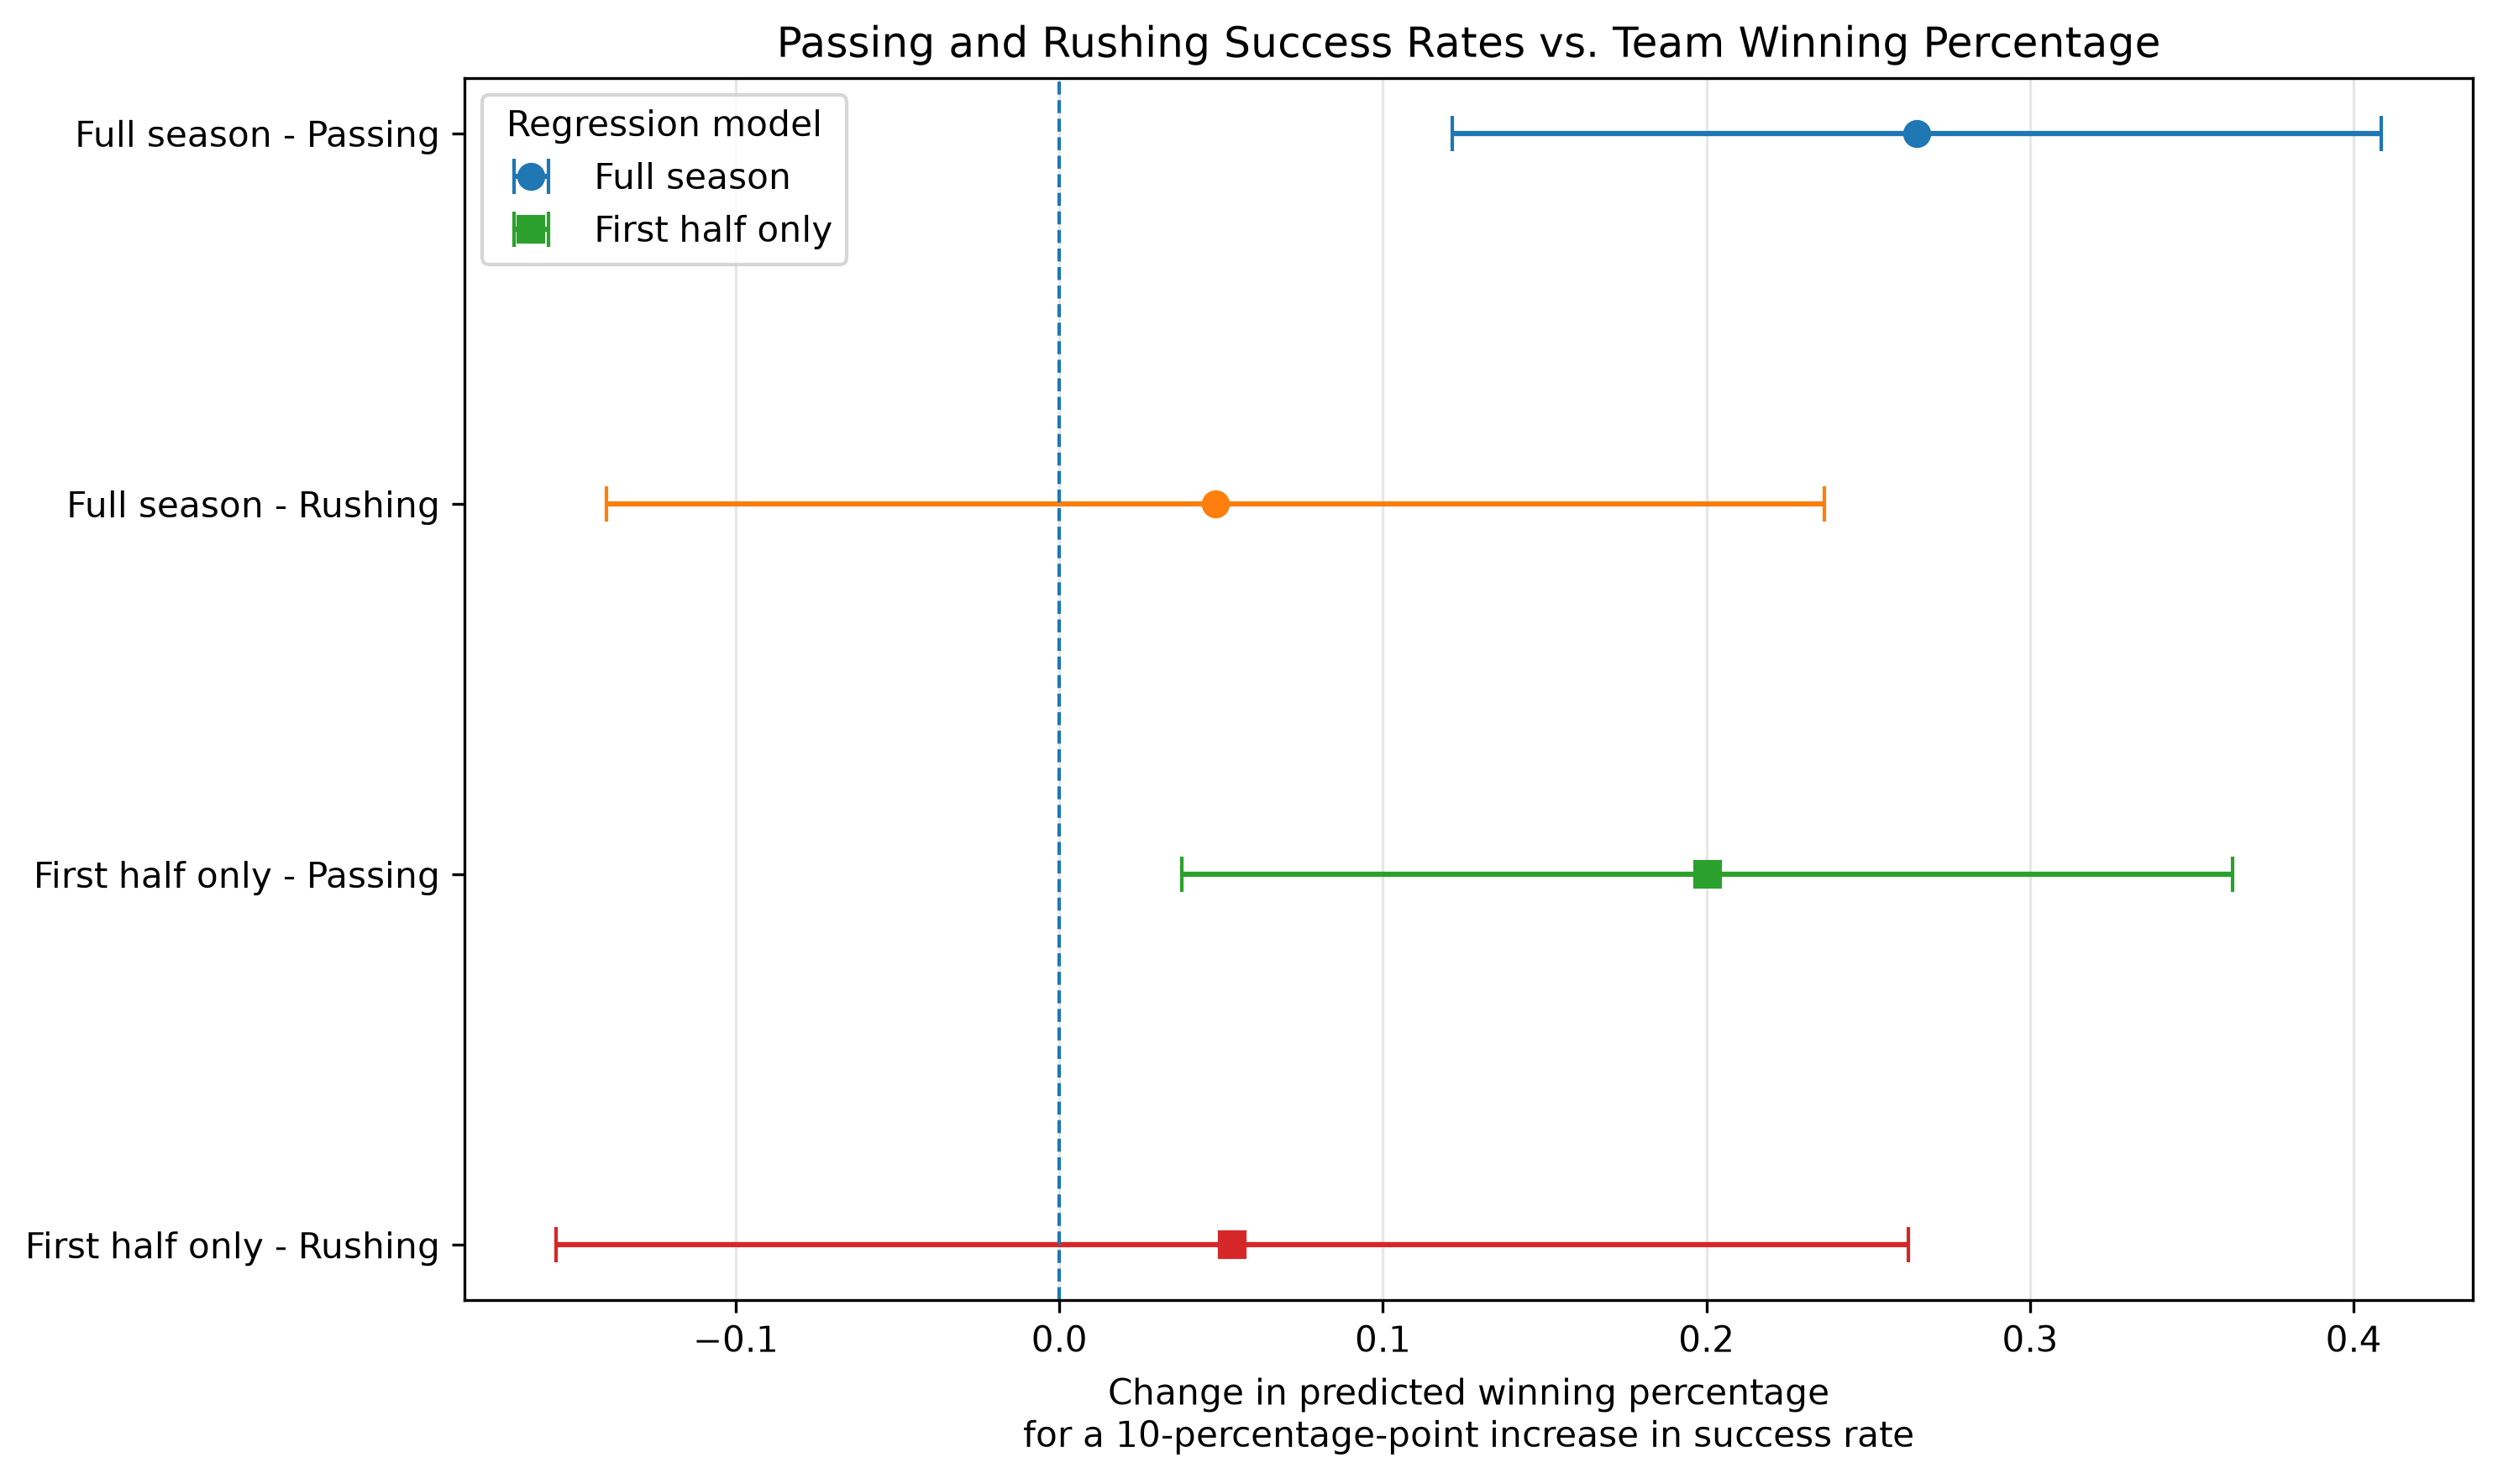 Passing and Rushing Success Rates vs. Team Winning Percentage
Regression model
Full season
First half only
Full season - Passing
Full season - Rushing
First half only - Passing
First half only - Rushing
−0.1
0.0
0.1
0.2
0.3
0.4
Change in predicted winning percentage
for a 10-percentage-point increase in success rate